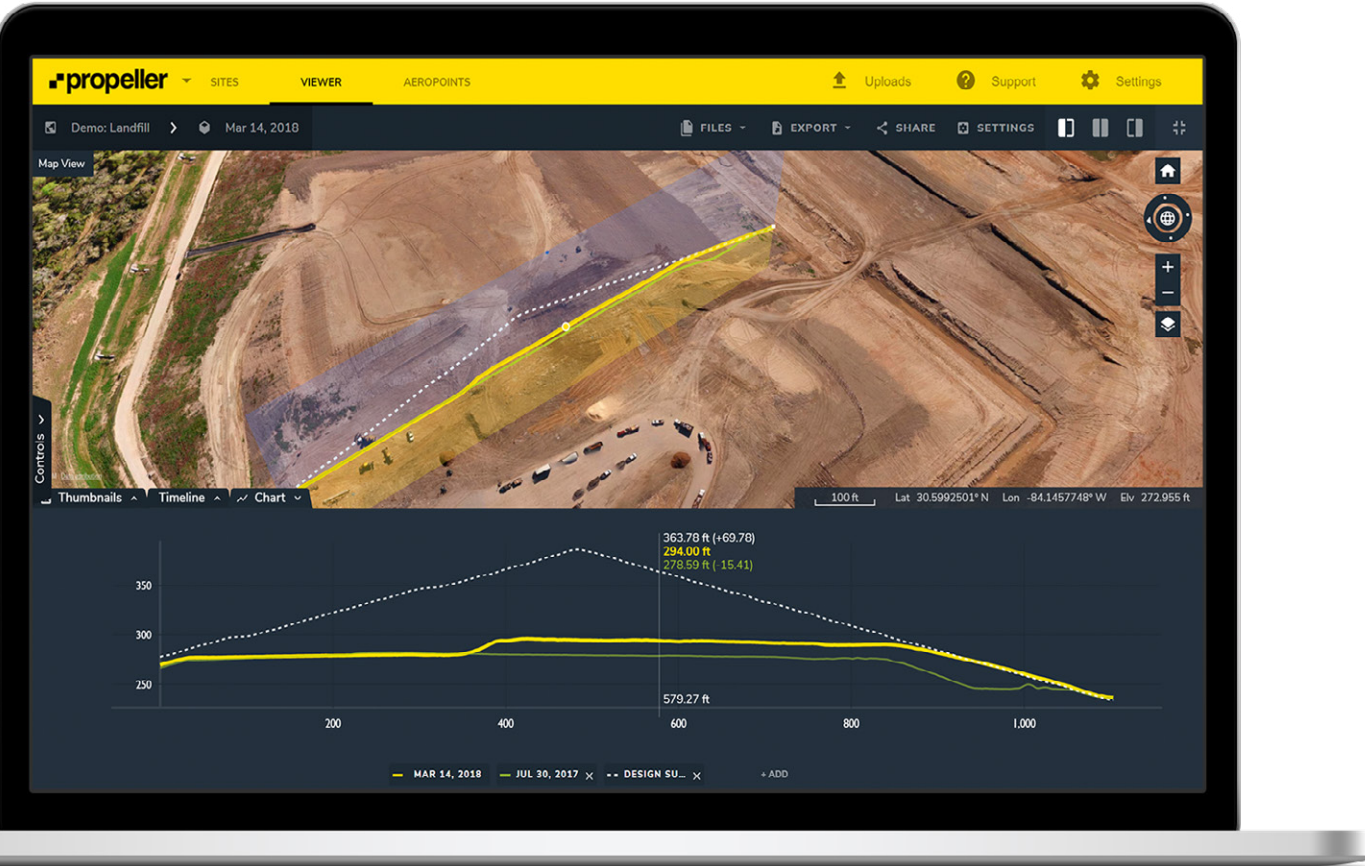 propeller SITES VIEWER AEROPOINTS Uploads ? Support Settings
Demo: Landfill > Mar 14, 2018 FILES EXPORT SHARE SETTINGS
Map View
+
−
Controls >
Thumbnails Timeline Chart 100 ft Lat 30.5992501° N Lon -84.1457748° W Elv 272.955 ft
363.78 ft (+69.78)
294.00 ft
278.59 ft (-15.41)
350
300
250
579.27 ft
200 400 600 800 1,000
MAR 14, 2018 JUL 30, 2017 × DESIGN SU... × + ADD